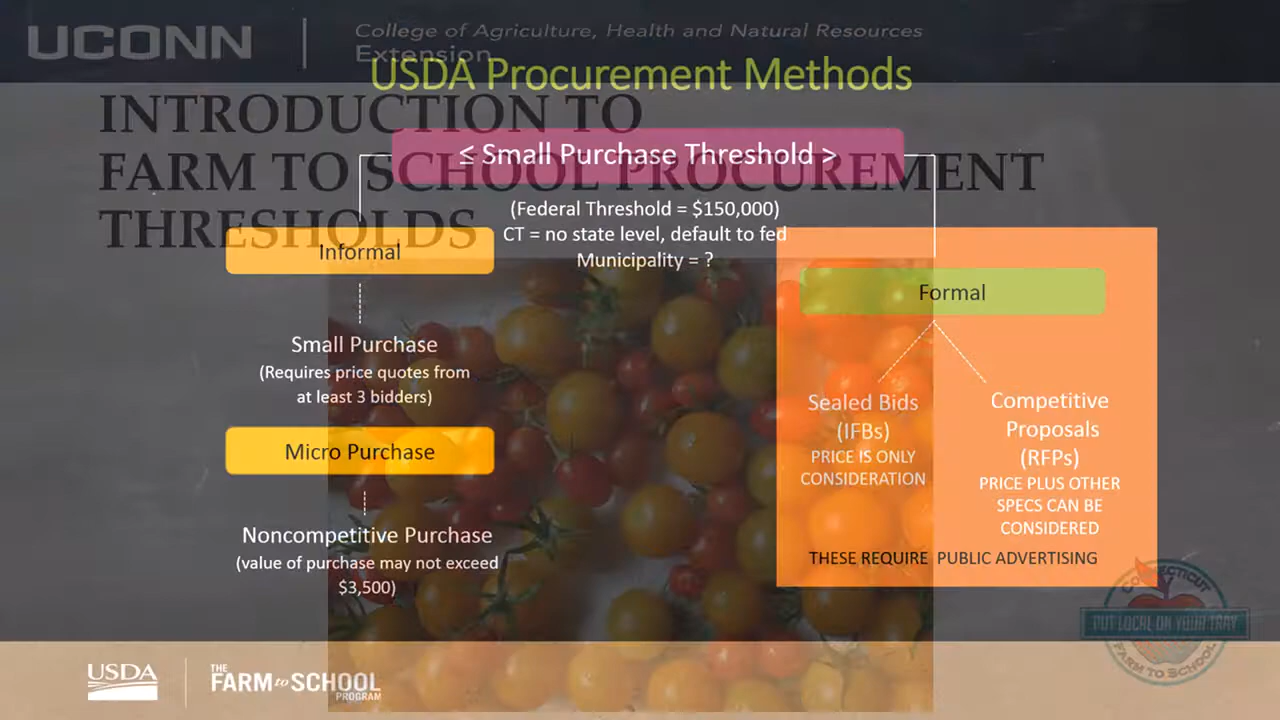 UCONN
College of Agriculture, Health and Natural Resources
Extension
USDA Procurement Methods
INTRODUCTION TO
FARM TO SCHOOL PROCUREMENT
THRESHOLDS
≤ Small Purchase Threshold >
(Federal Threshold = $150,000)
CT = no state level, default to fed
Municipality = ?
Informal
Small Purchase
(Requires price quotes from
at least 3 bidders)
Micro Purchase
Noncompetitive Purchase
(value of purchase may not exceed
$3,500)
Formal
Sealed Bids
(IFBs)
PRICE IS ONLY
CONSIDERATION
Competitive
Proposals
(RFPs)
PRICE PLUS OTHER
SPECS CAN BE
CONSIDERED
THESE REQUIRE PUBLIC ADVERTISING
CONNECTICUT
PUT LOCAL ON YOUR TRAY
FARM TO SCHOOL
USDA
THE
FARM to SCHOOL
PROGRAM